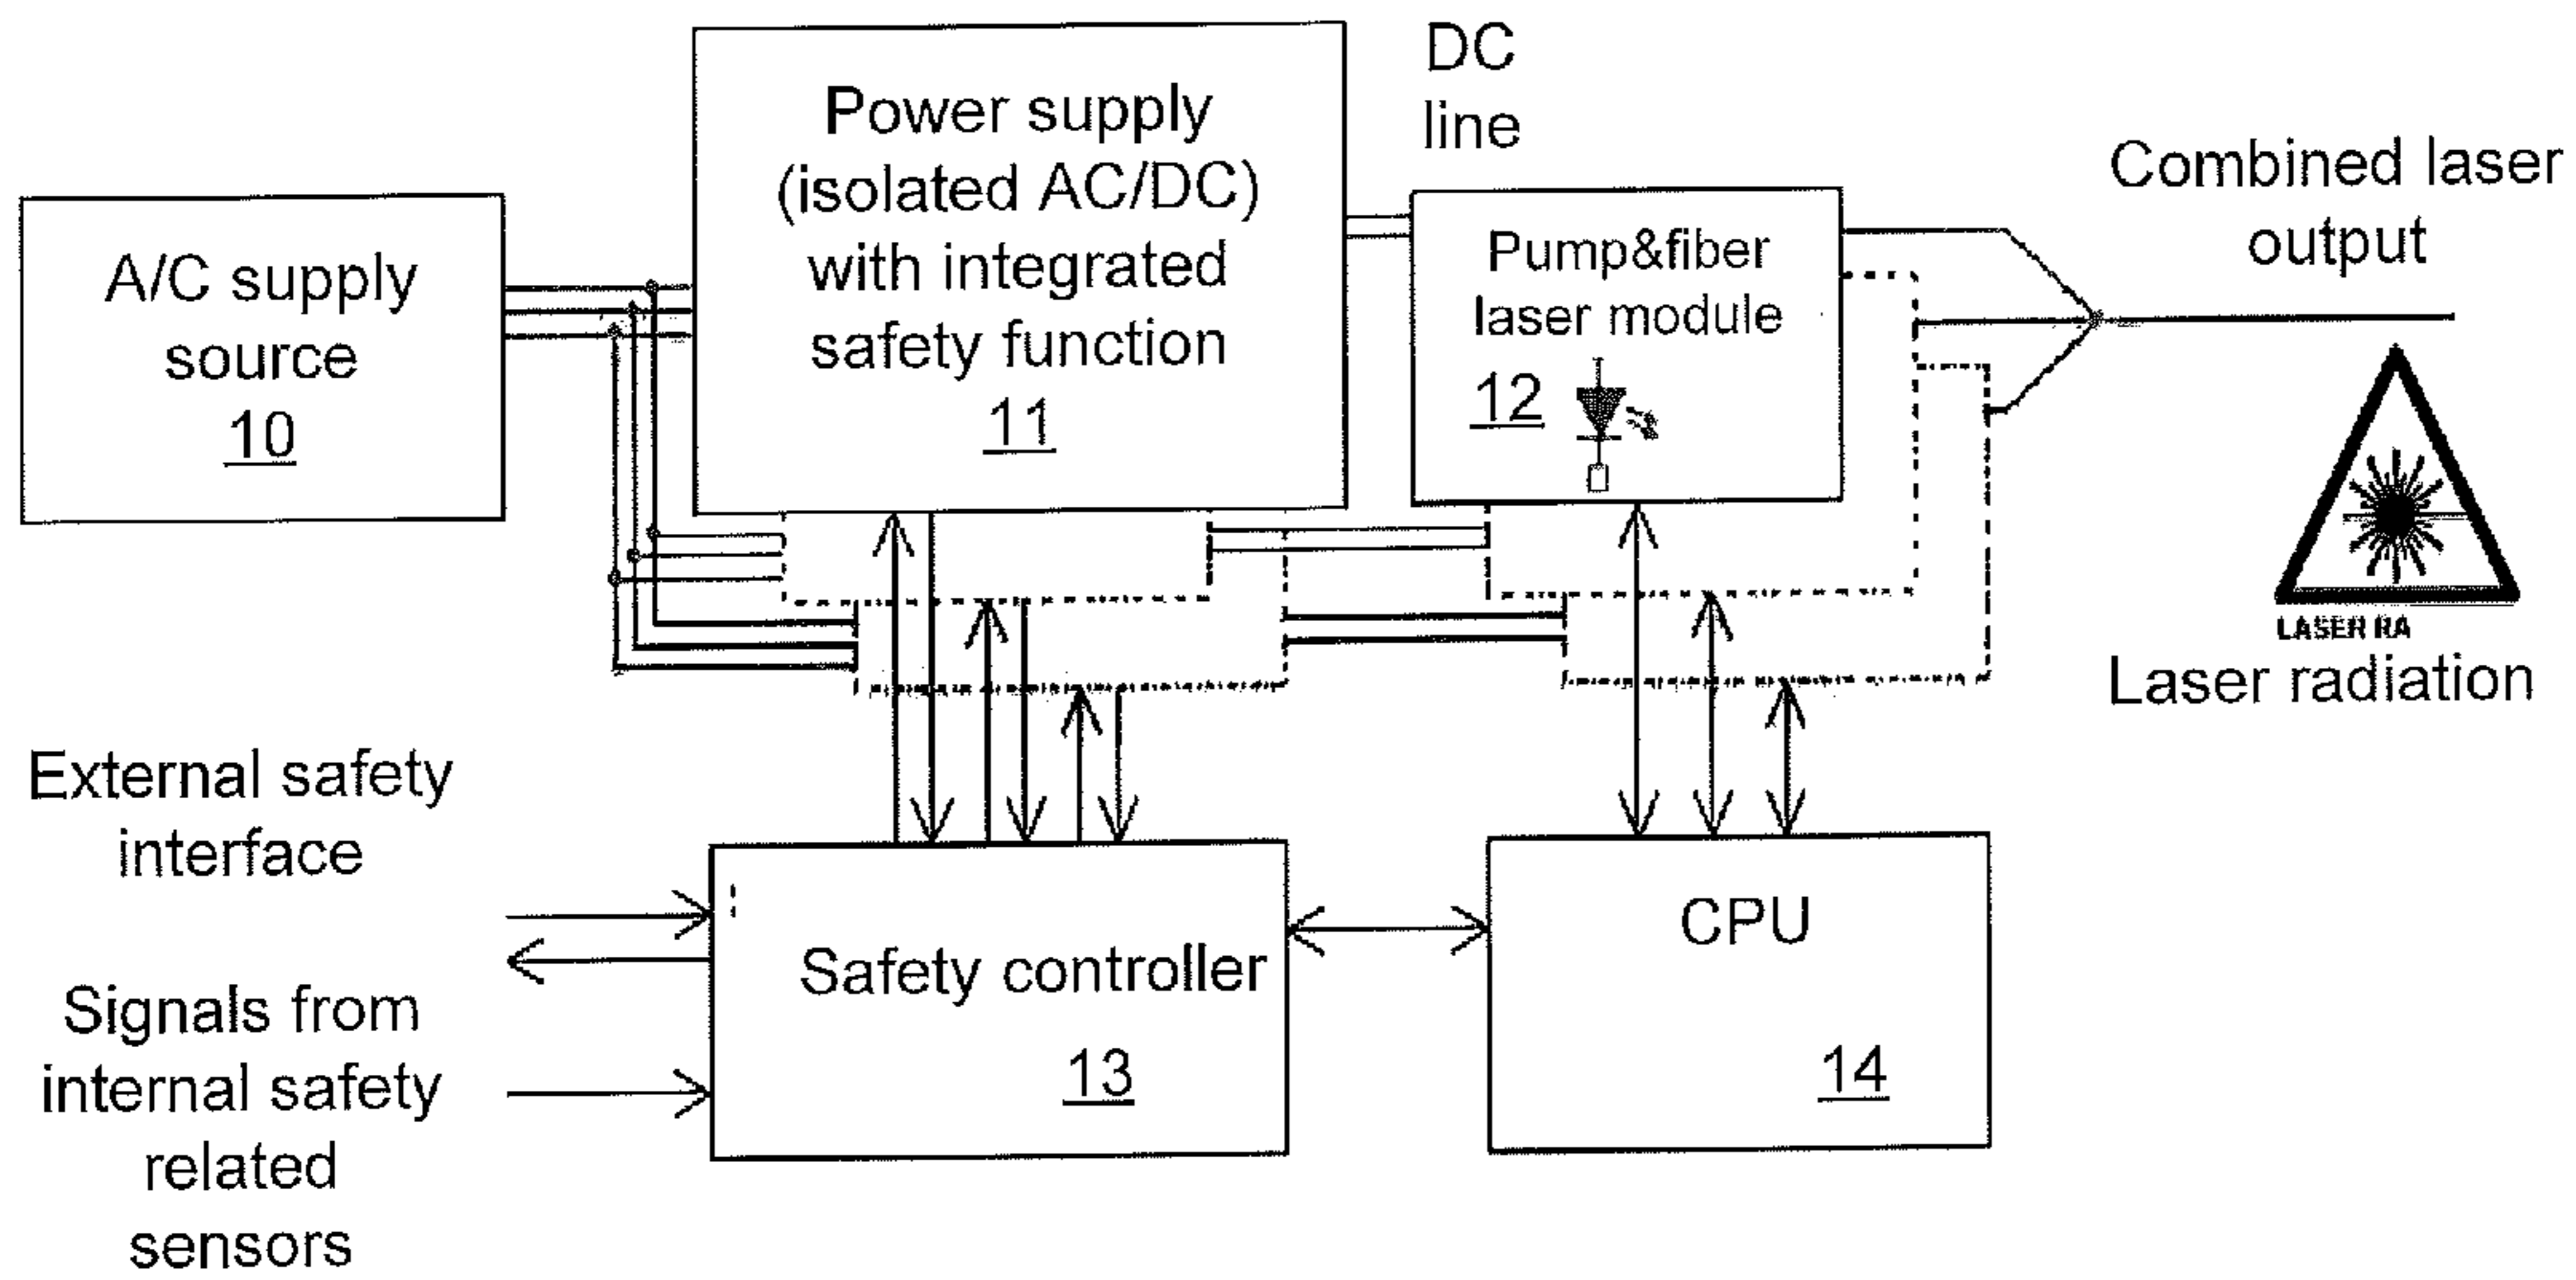 A/C supply
source
10
Power supply
(isolated AC/DC)
with integrated
safety function
11
DC
line
Pump&fiber
laser module
12
Combined laser
output
LASER RA
Laser radiation
External safety
interface
Signals from
internal safety
related
sensors
Safety controller
13
CPU
14